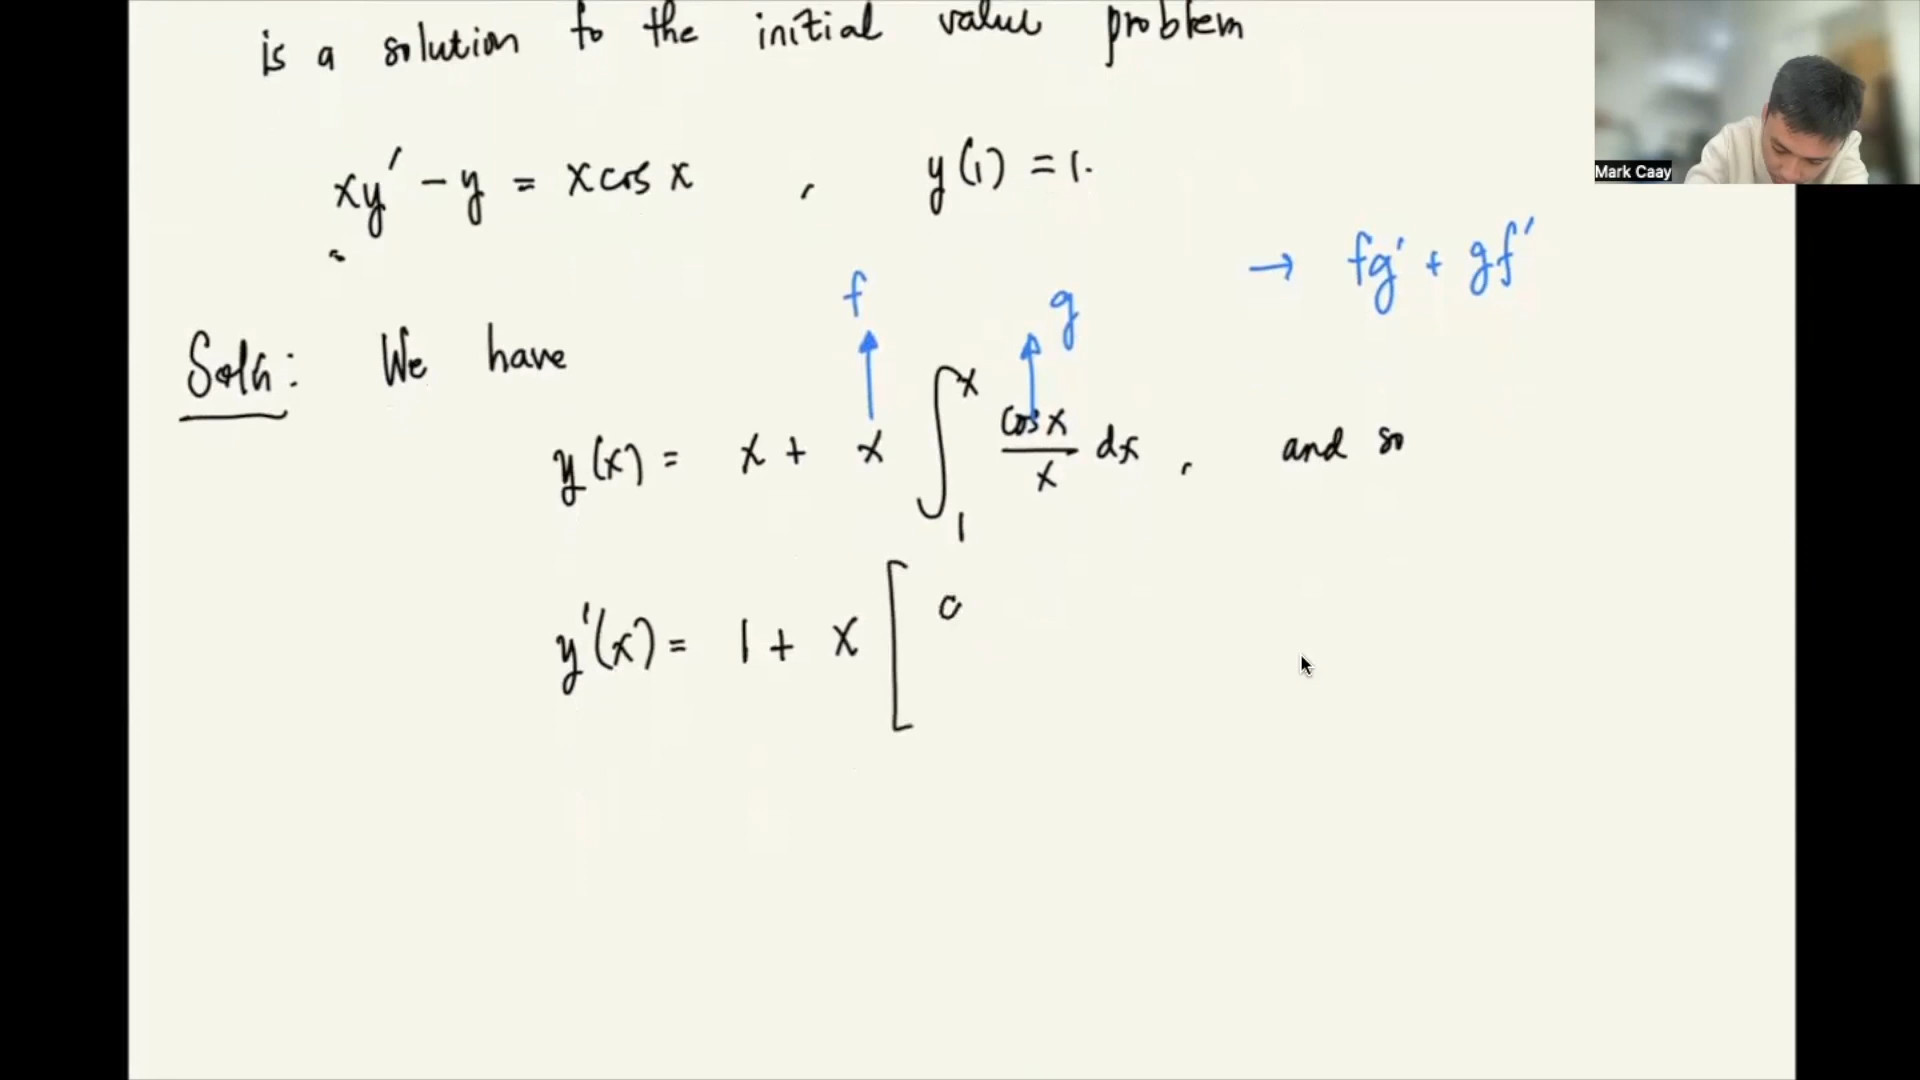 is a solution to the initial value problem
Mark Caay
xy' - y = x cos x , y(1) = 1.
→ fg' + gf'
f g
Soln: We have
y(x) = x + x ∫₁ˣ cos x / x dx , and so
y'(x) = 1 + x [ c